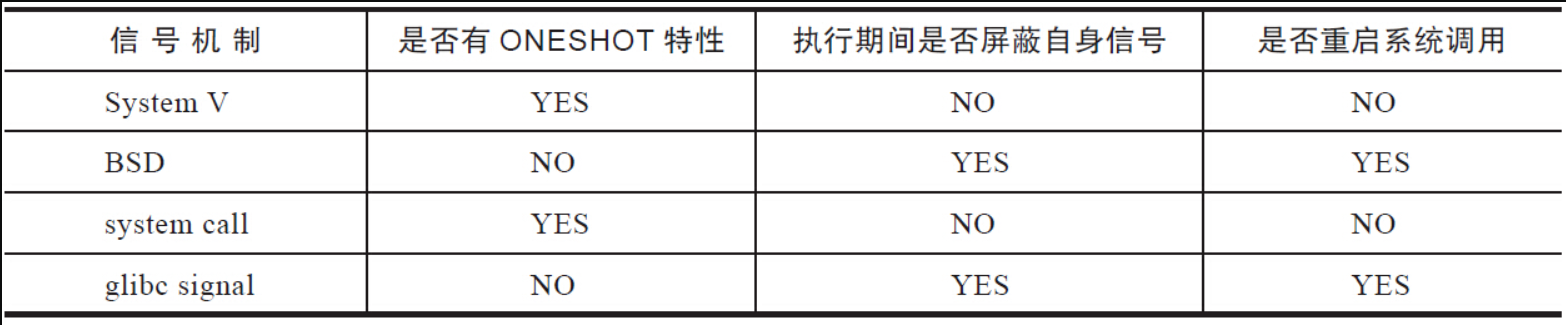 信号机制 是否有 ONESHOT 特性 执行期间是否屏蔽自身信号 是否重启系统调用
System V YES NO NO
BSD NO YES YES
system call YES NO NO
glibc signal NO YES YES